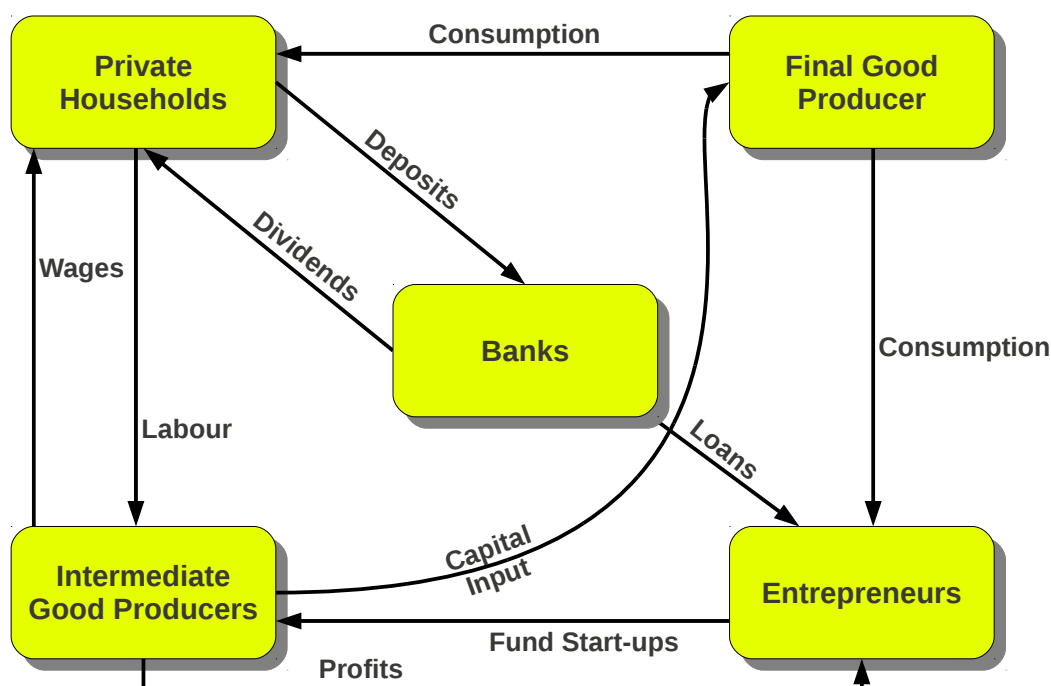 Consumption
Private
Households
Final Good
Producer
Deposits
Dividends
Wages
Banks
Consumption
Labour
Loans
Capital
Input
Intermediate
Good Producers
Entrepreneurs
Fund Start-ups
Profits